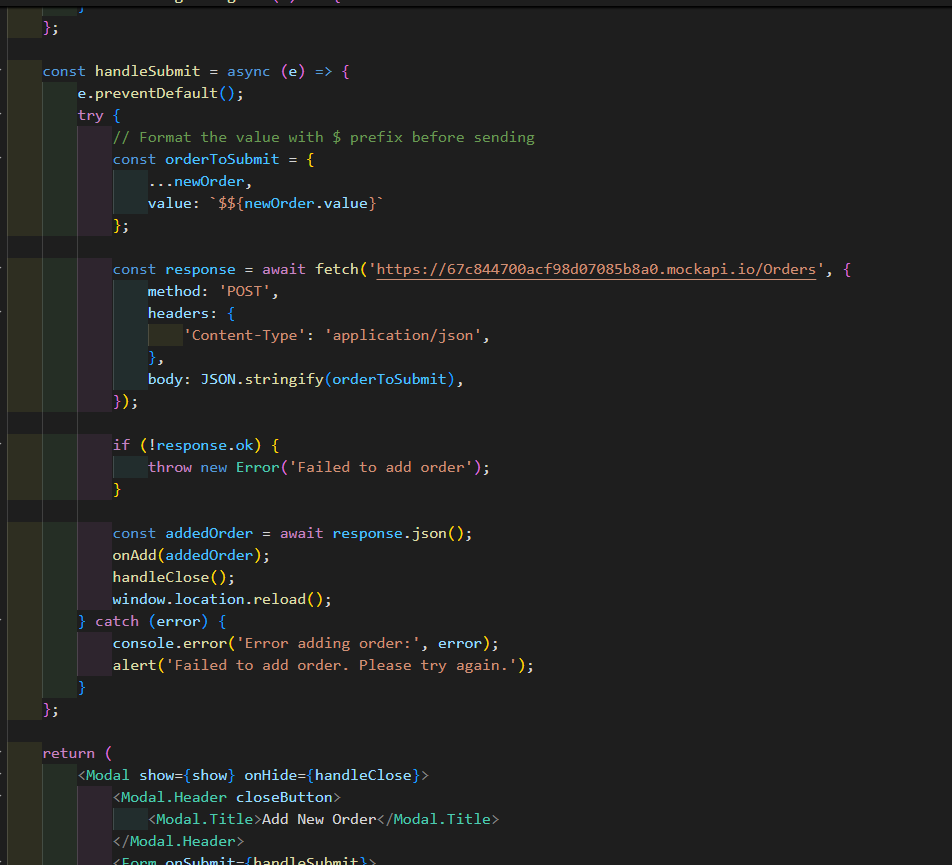 };
const handleSubmit = async (e) => {
e.preventDefault();
try {
// Format the value with $ prefix before sending
const orderToSubmit = {
...newOrder,
value: `$${newOrder.value}`
};
const response = await fetch('https://67c844700acf98d07085b8a0.mockapi.io/Orders', {
method: 'POST',
headers: {
'Content-Type': 'application/json',
},
body: JSON.stringify(orderToSubmit),
});
if (!response.ok) {
throw new Error('Failed to add order');
}
const addedOrder = await response.json();
onAdd(addedOrder);
handleClose();
window.location.reload();
} catch (error) {
console.error('Error adding order:', error);
alert('Failed to add order. Please try again.');
}
};
return (
<Modal show={show} onHide={handleClose}>
<Modal.Header closeButton>
<Modal.Title>Add New Order</Modal.Title>
</Modal.Header>
<Form onSubmit={handleSubmit}>